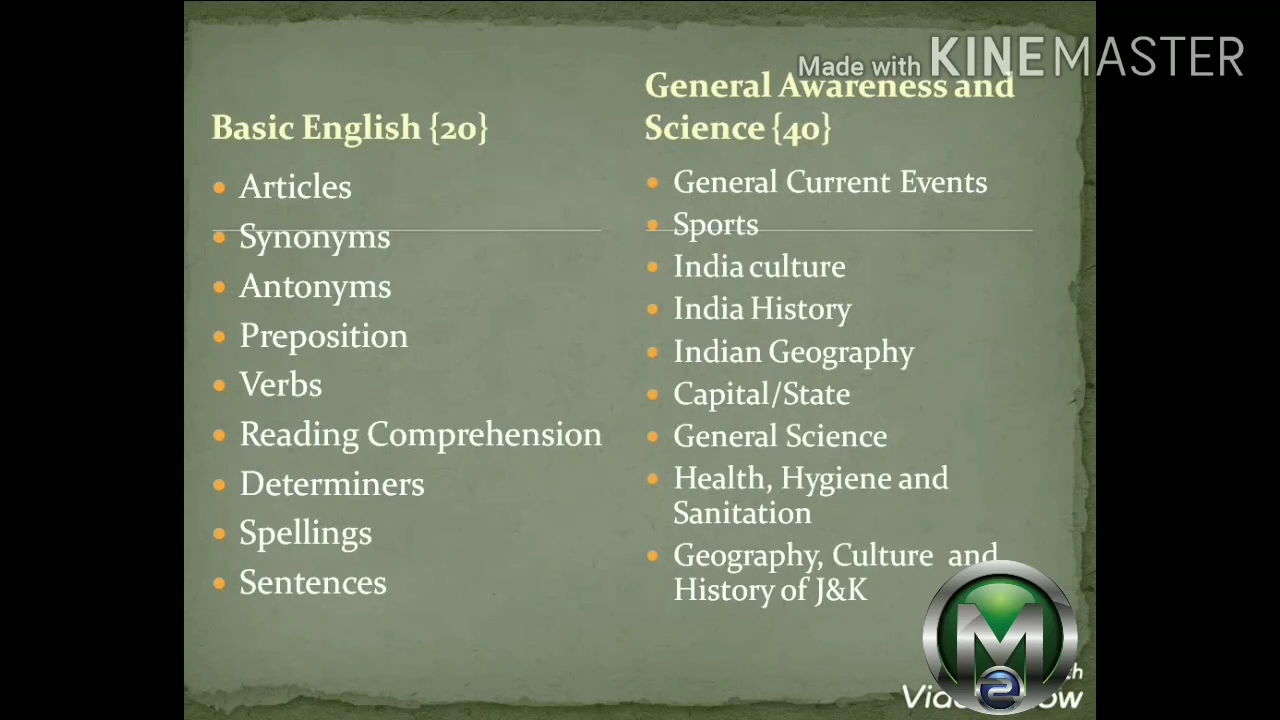 Made with KINEMASTER
Basic English {20}
Articles
Synonyms
Antonyms
Preposition
Verbs
Reading Comprehension
Determiners
Spellings
Sentences
General Awareness and
Science {40}
General Current Events
Sports
India culture
India History
Indian Geography
Capital/State
General Science
Health, Hygiene and
Sanitation
Geography, Culture and
History of J&K
M
2